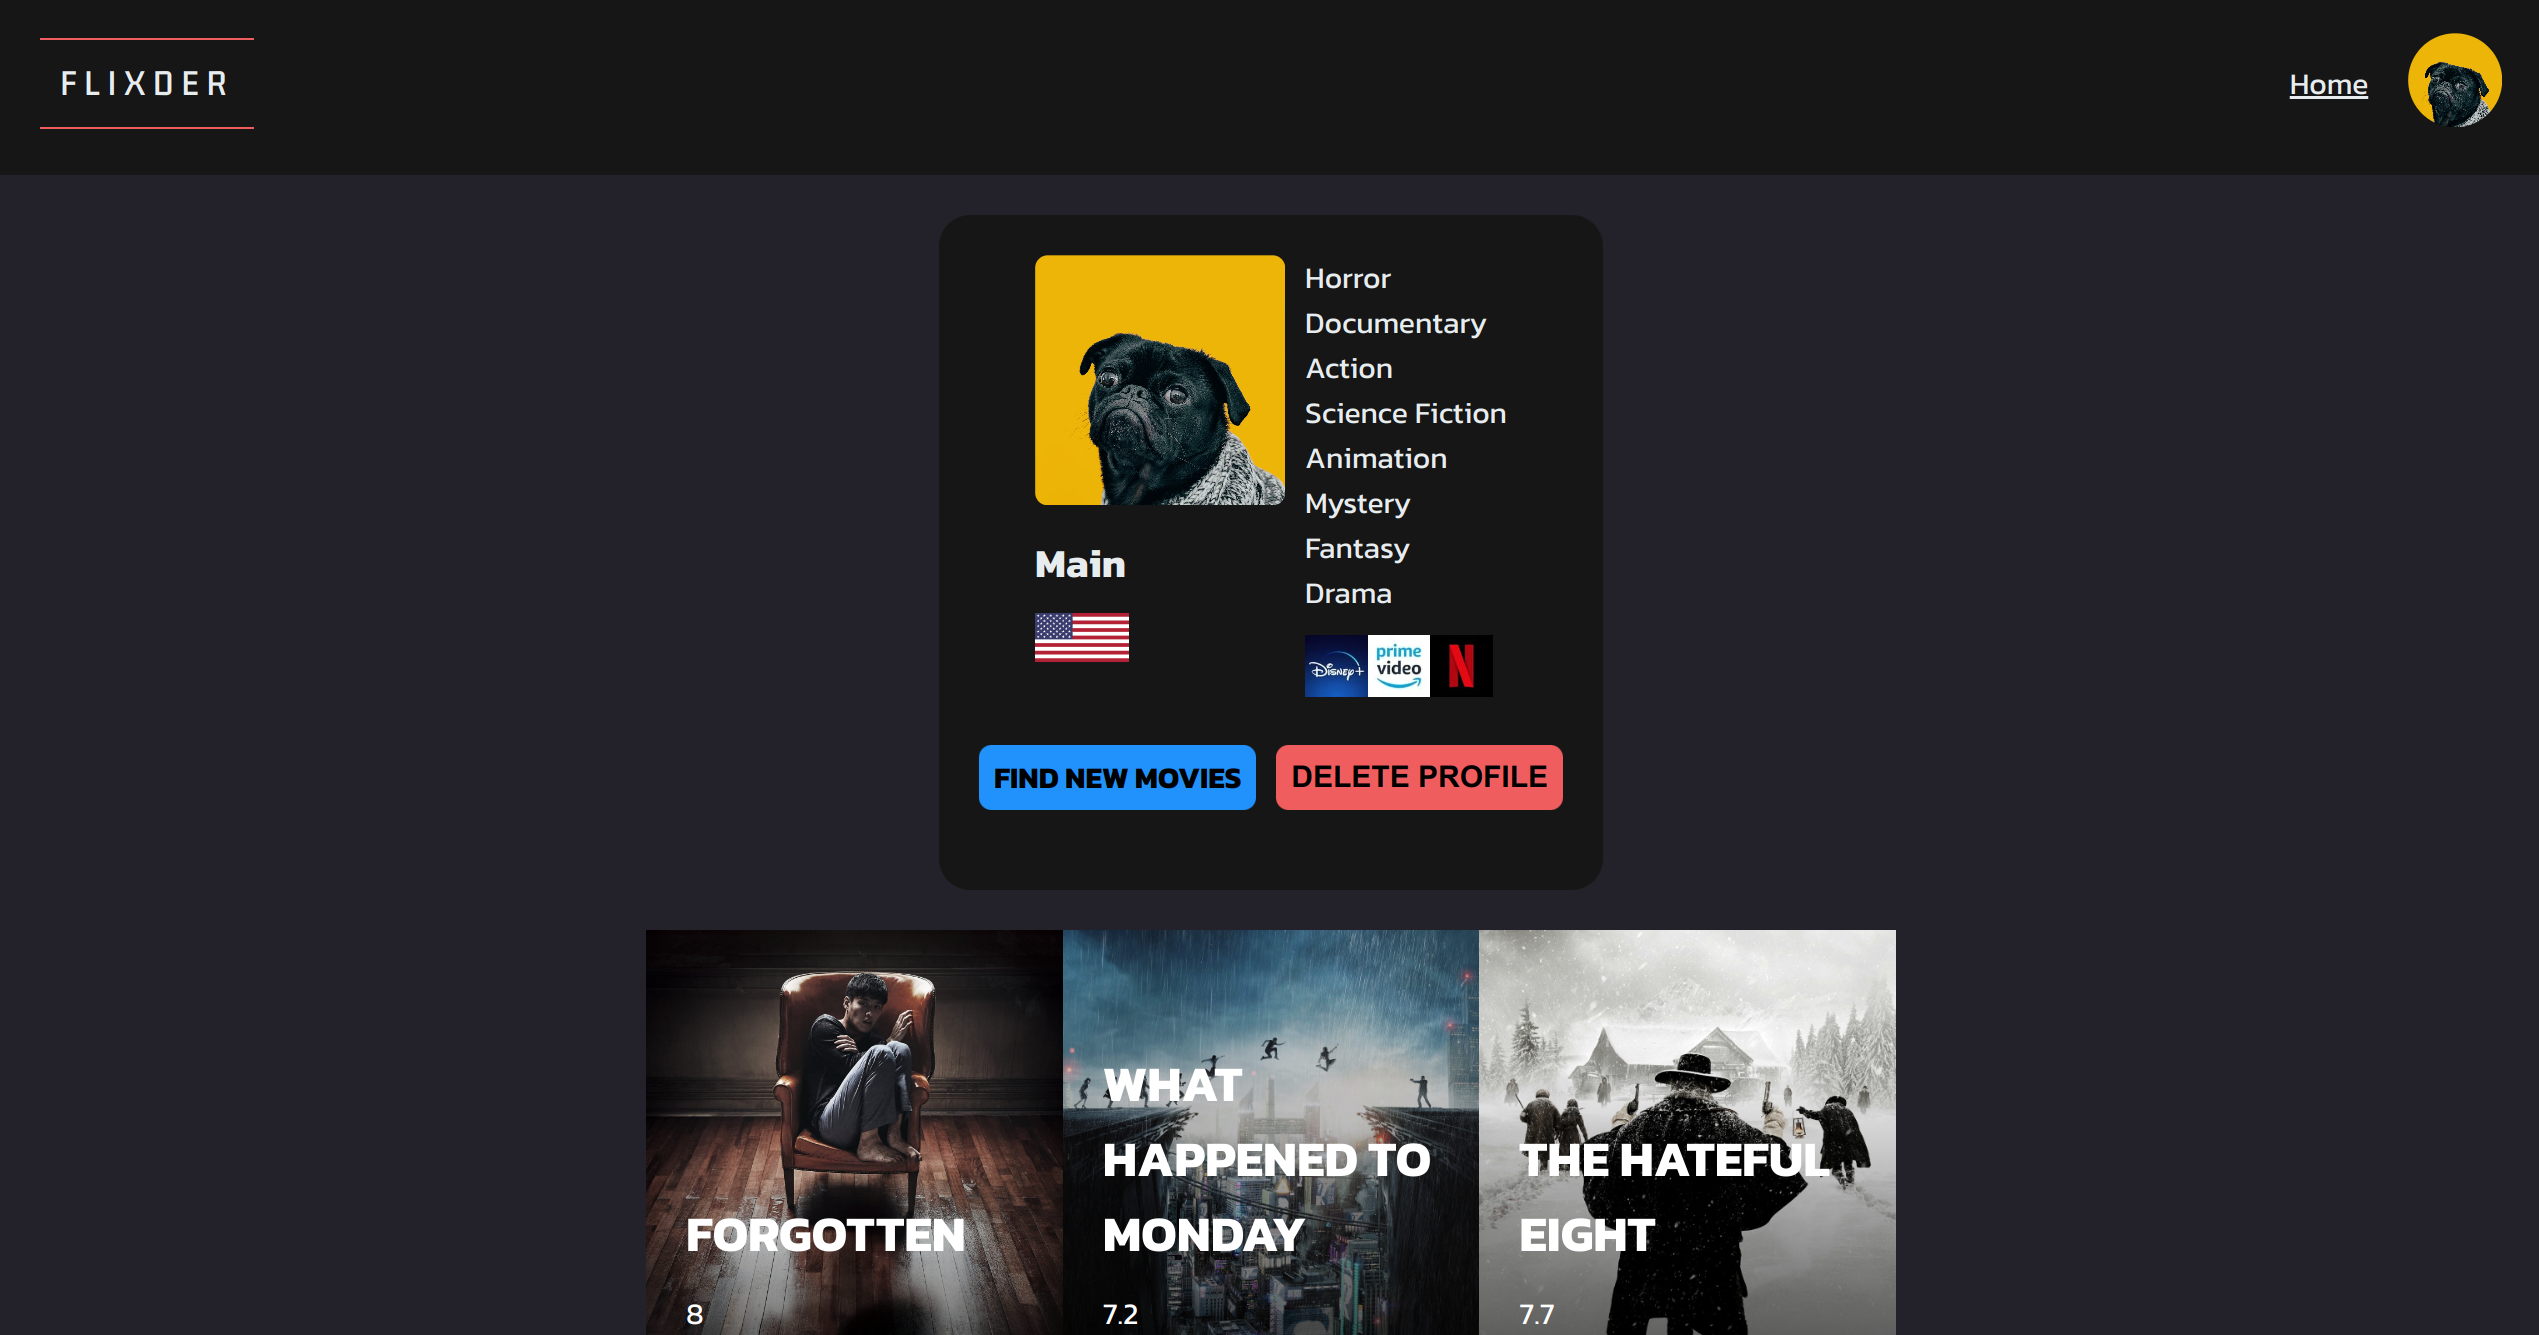 FLIXDER
Home
Horror
Documentary
Action
Science Fiction
Animation
Mystery
Fantasy
Drama
Main
Disney+
prime
video
N
FIND NEW MOVIES
DELETE PROFILE
FORGOTTEN
8
WHAT
HAPPENED TO
MONDAY
7.2
THE HATEFUL
EIGHT
7.7